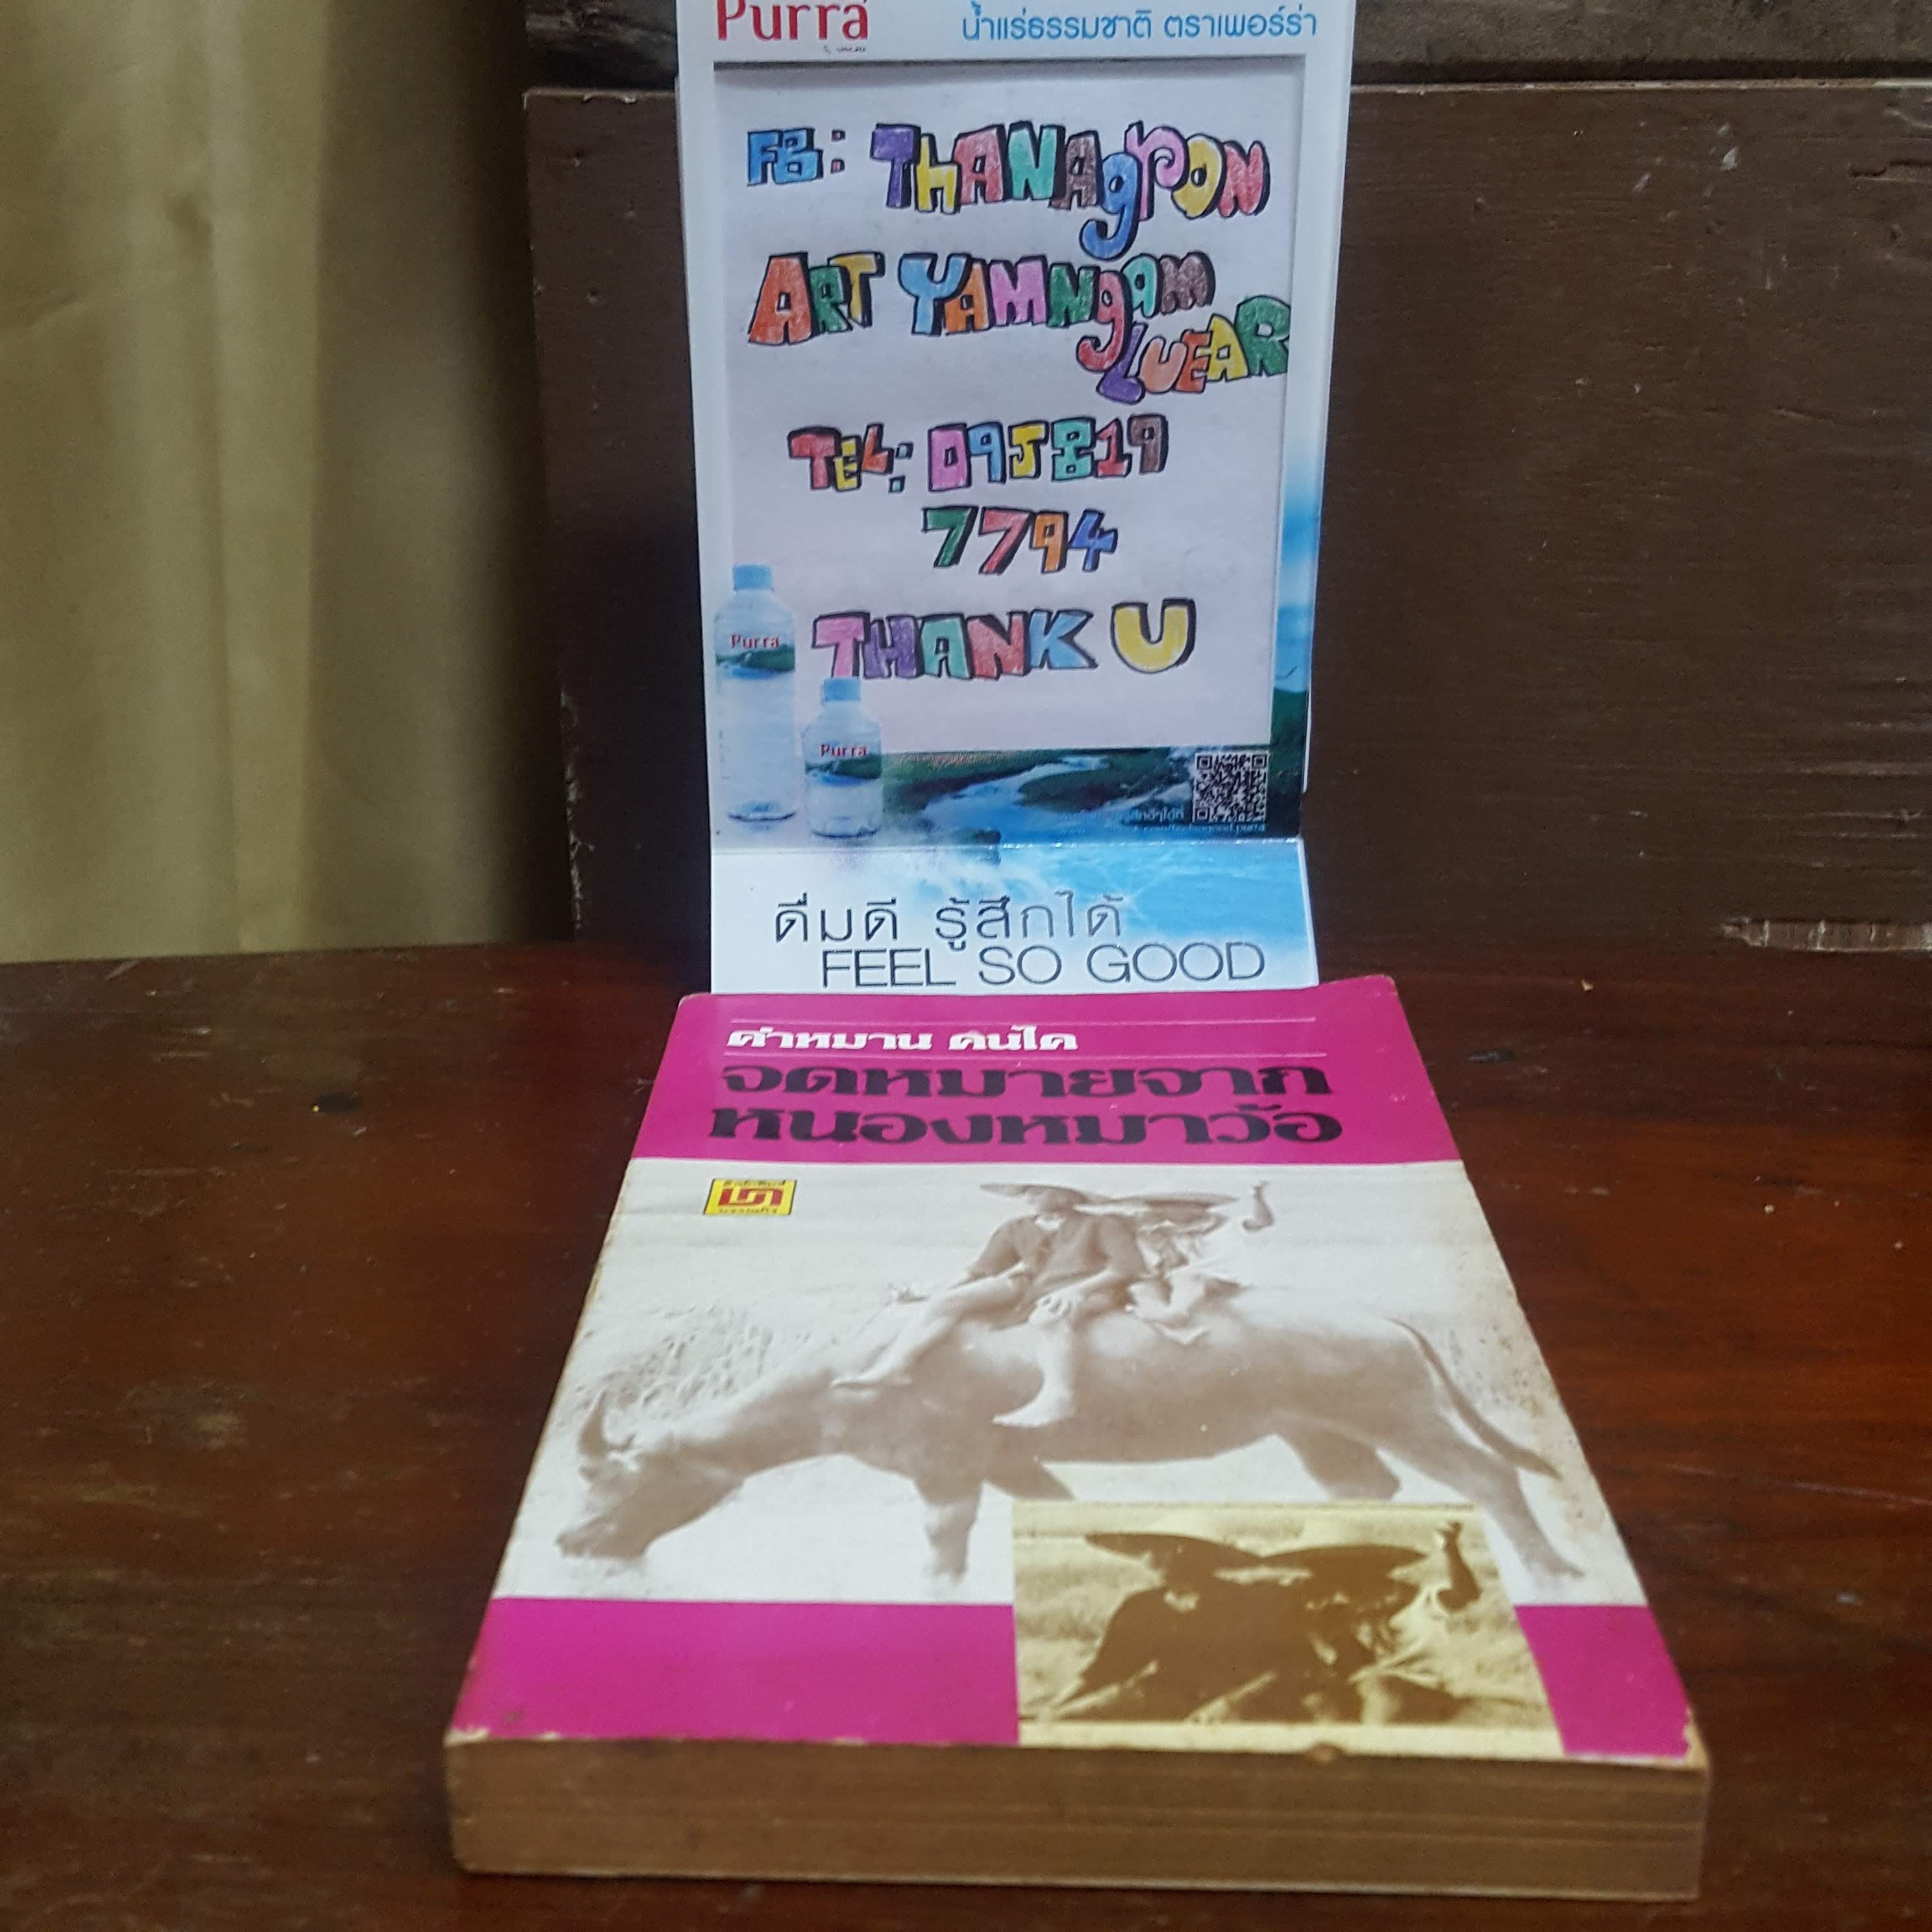 Purra
น้ำแร่ธรรมชาติ ตราเพอร์ร่า
FB: THANAgroN
ART YAMNgam
LUEAR
TEL: 095819
7794
THANK U
Purra
Purra
ดื่มดี รู้สึกได้
FEEL SO GOOD
คำหมาน คนไค
จดหมายจาก
หนองหมาว้อ